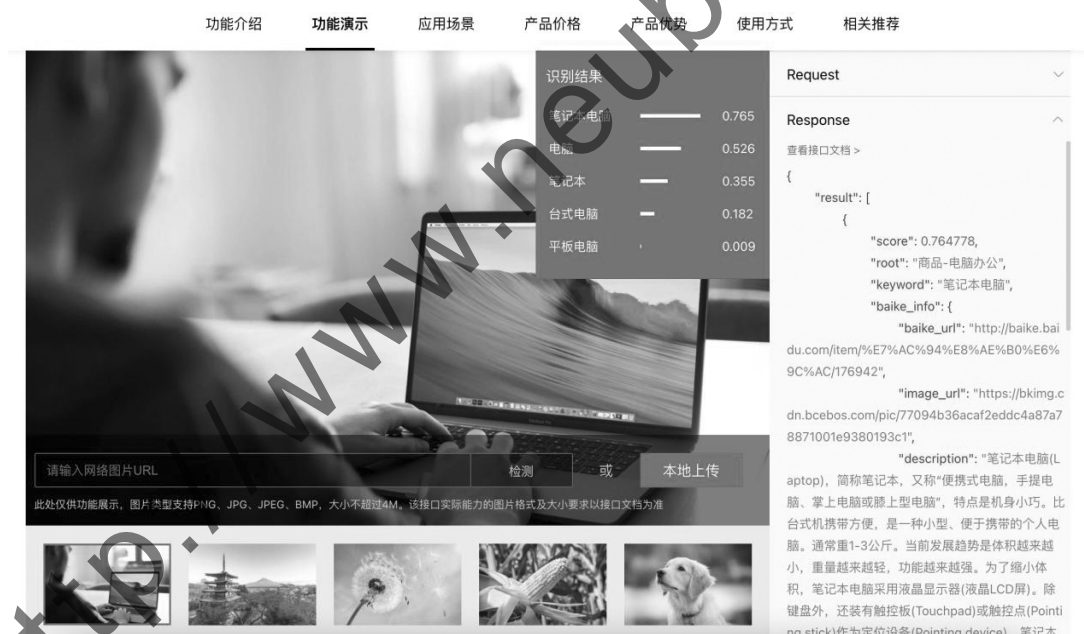 功能介绍 功能演示 应用场景 产品价格 产品优势 使用方式 相关推荐
识别结果
笔记本电脑 0.765
电脑 0.526
笔记本 0.355
台式电脑 0.182
平板电脑 0.009
请输入网络图片URL 检测 或 本地上传
此处仅供功能展示，图片类型支持PNG、JPG、JPEG、BMP，大小不超过4M。该接口实际能力的图片格式及大小要求以接口文档为准
Request
Response
查看接口文档 >
{
"result": [
{
"score": 0.764778,
"root": "商品-电脑办公",
"keyword": "笔记本电脑",
"baike_info": {
"baike_url": "http://baike.bai
du.com/item/%E7%AC%94%E8%AE%B0%E6%
9C%AC/176942",
"image_url": "https://bkimg.c
dn.bcebos.com/pic/77094b36acaf2eddc4a87a7
8871001e9380193c1",
"description": "笔记本电脑(L
aptop)，简称笔记本，又称“便携式电脑，手提电
脑、掌上电脑或膝上型电脑”，特点是机身小巧。比
台式机携带方便，是一种小型、便于携带的个人电
脑。通常重1-3公斤。当前发展趋势是体积越来越
小，重量越来越轻，功能越来越强。为了缩小体
积，笔记本电脑采用液晶显示器(液晶LCD屏)。除
键盘外，还装有触控板(Touchpad)或触控点(Pointi
ng stick)作为定位设备(Pointing device)。笔记本
ttp://www.neub